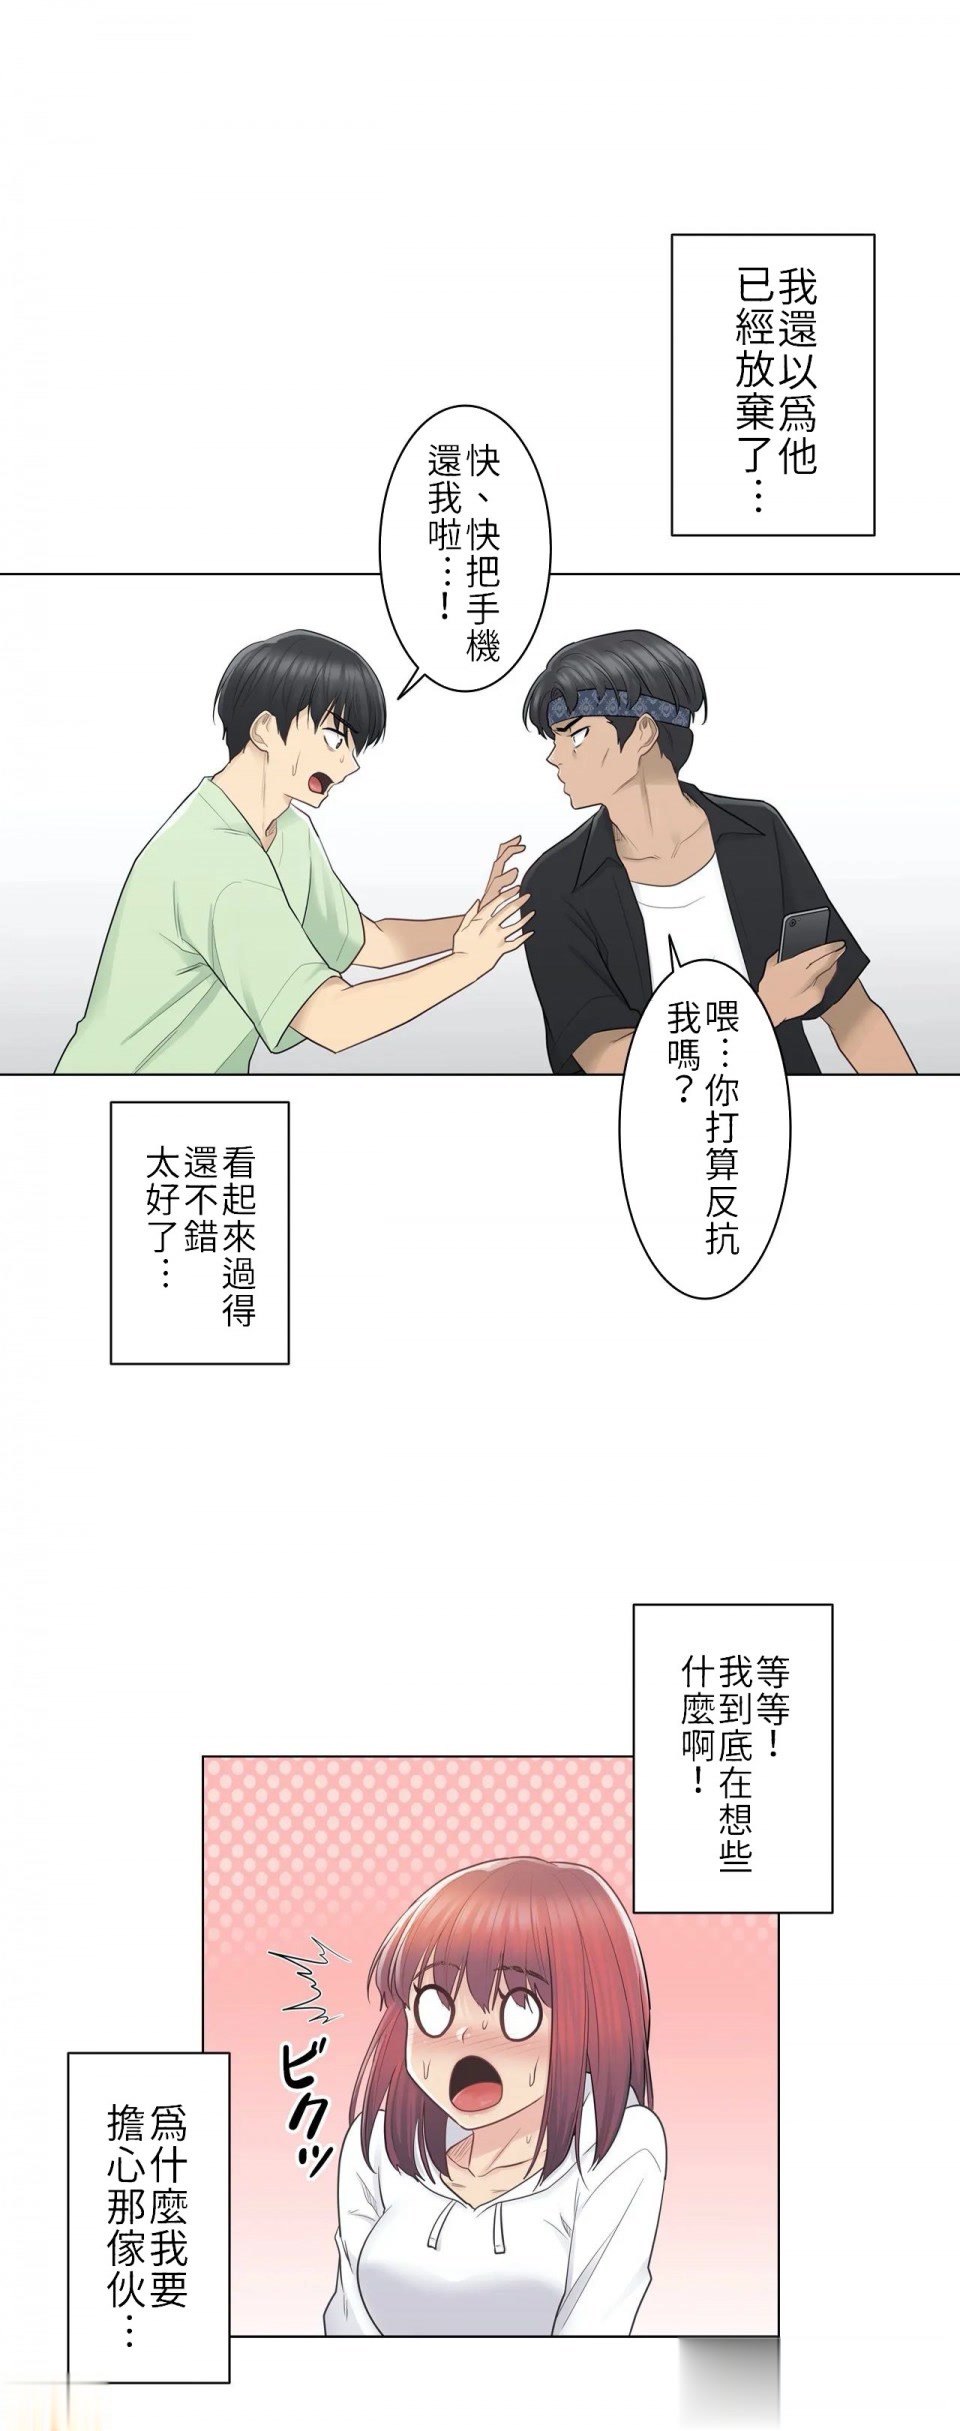 我還以為他
已經放棄了…
快、快把手機
還我啦…！
喂…你打算反抗
我嗎？
看起來過得
還不錯
太好了…
等等！
我到底在想些
什麼啊！
ビクッ
為什麼我要
擔心那傢伙…